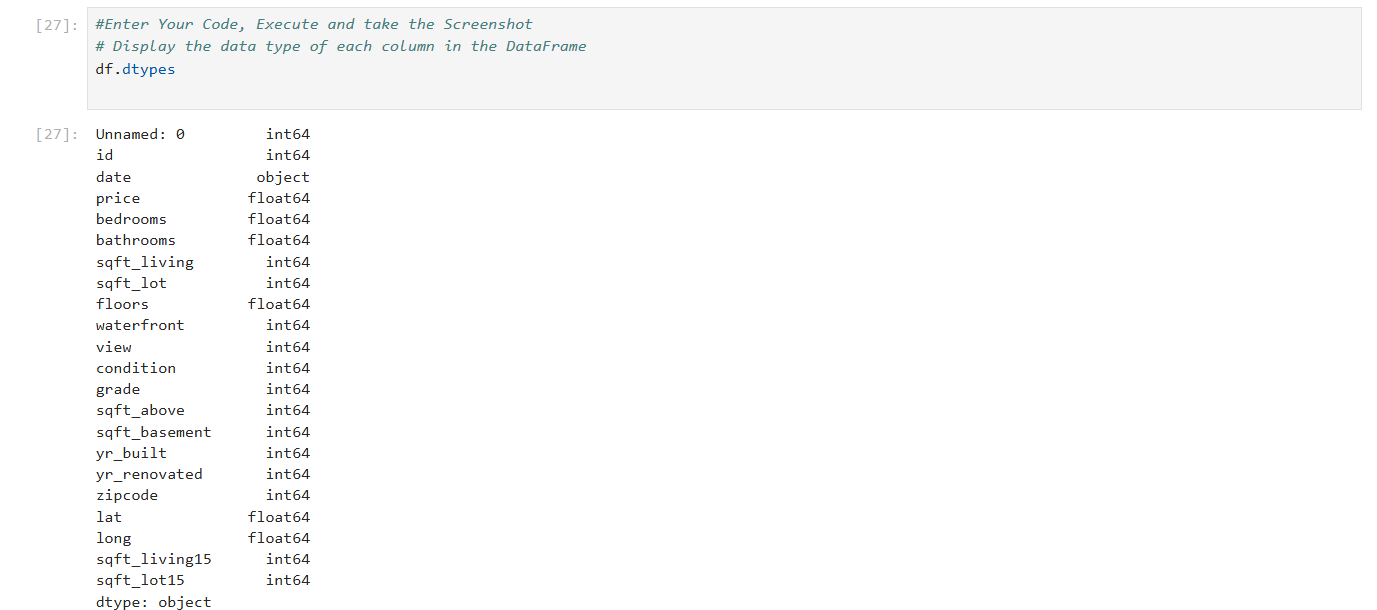 [27]: #Enter Your Code, Execute and take the Screenshot
# Display the data type of each column in the DataFrame
df.dtypes
[27]: Unnamed: 0 int64
id int64
date object
price float64
bedrooms float64
bathrooms float64
sqft_living int64
sqft_lot int64
floors float64
waterfront int64
view int64
condition int64
grade int64
sqft_above int64
sqft_basement int64
yr_built int64
yr_renovated int64
zipcode int64
lat float64
long float64
sqft_living15 int64
sqft_lot15 int64
dtype: object